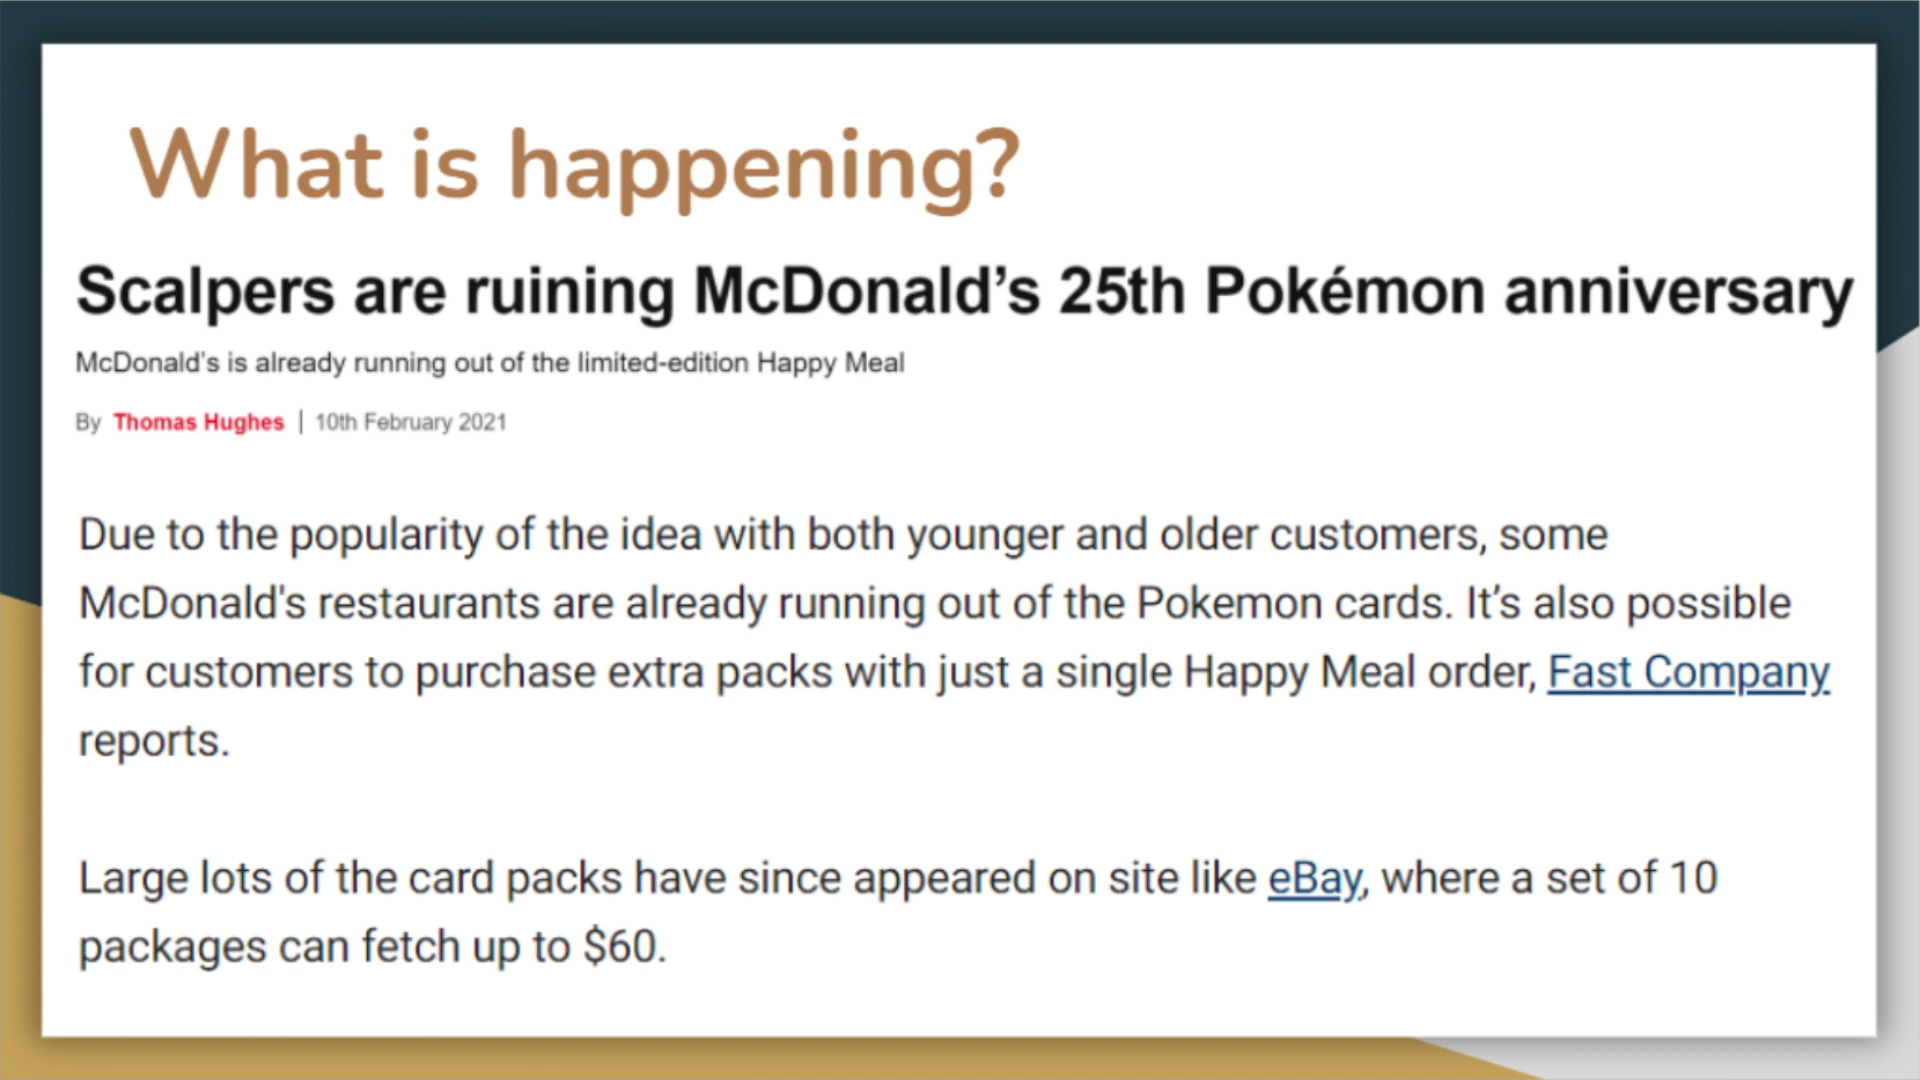 What is happening?
Scalpers are ruining McDonald’s 25th Pokémon anniversary
McDonald's is already running out of the limited-edition Happy Meal
By Thomas Hughes | 10th February 2021
Due to the popularity of the idea with both younger and older customers, some
McDonald's restaurants are already running out of the Pokemon cards. It’s also possible
for customers to purchase extra packs with just a single Happy Meal order, Fast Company
reports.
Large lots of the card packs have since appeared on site like eBay, where a set of 10
packages can fetch up to $60.